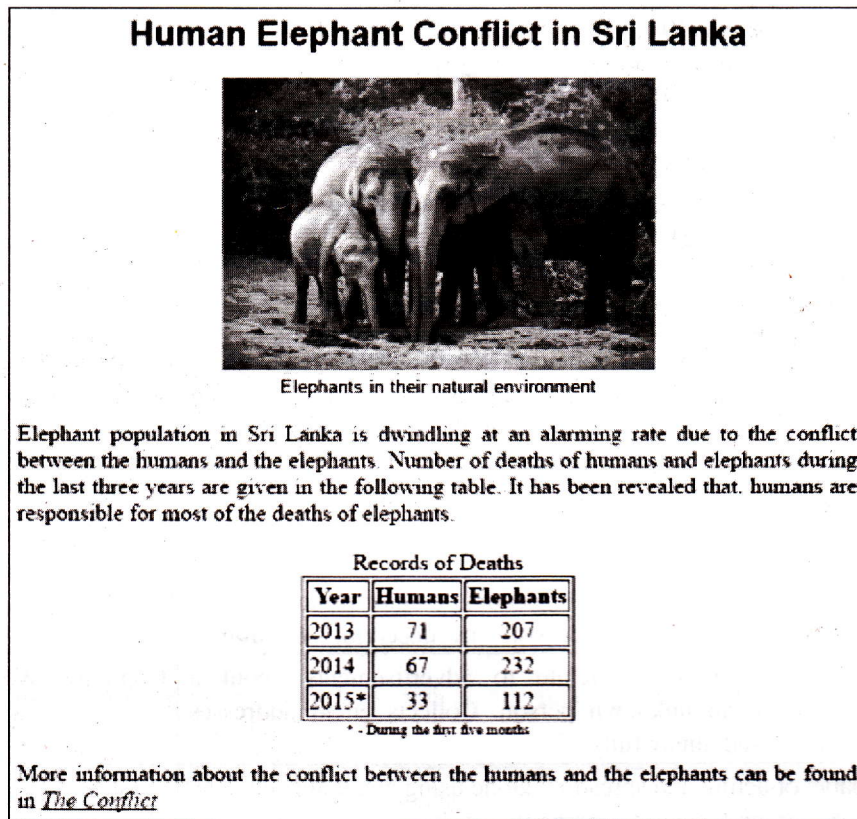 Human Elephant Conflict in Sri Lanka
Elephants in their natural environment
Elephant population in Sri Lanka is dwindling at an alarming rate due to the conflict
between the humans and the elephants. Number of deaths of humans and elephants during
the last three years are given in the following table. It has been revealed that. humans are
responsible for most of the deaths of elephants.
Records of Deaths
Year Humans Elephants
2013 71 207
2014 67 232
2015* 33 112
* - During the first five months
More information about the conflict between the humans and the elephants can be found
in The Conflict